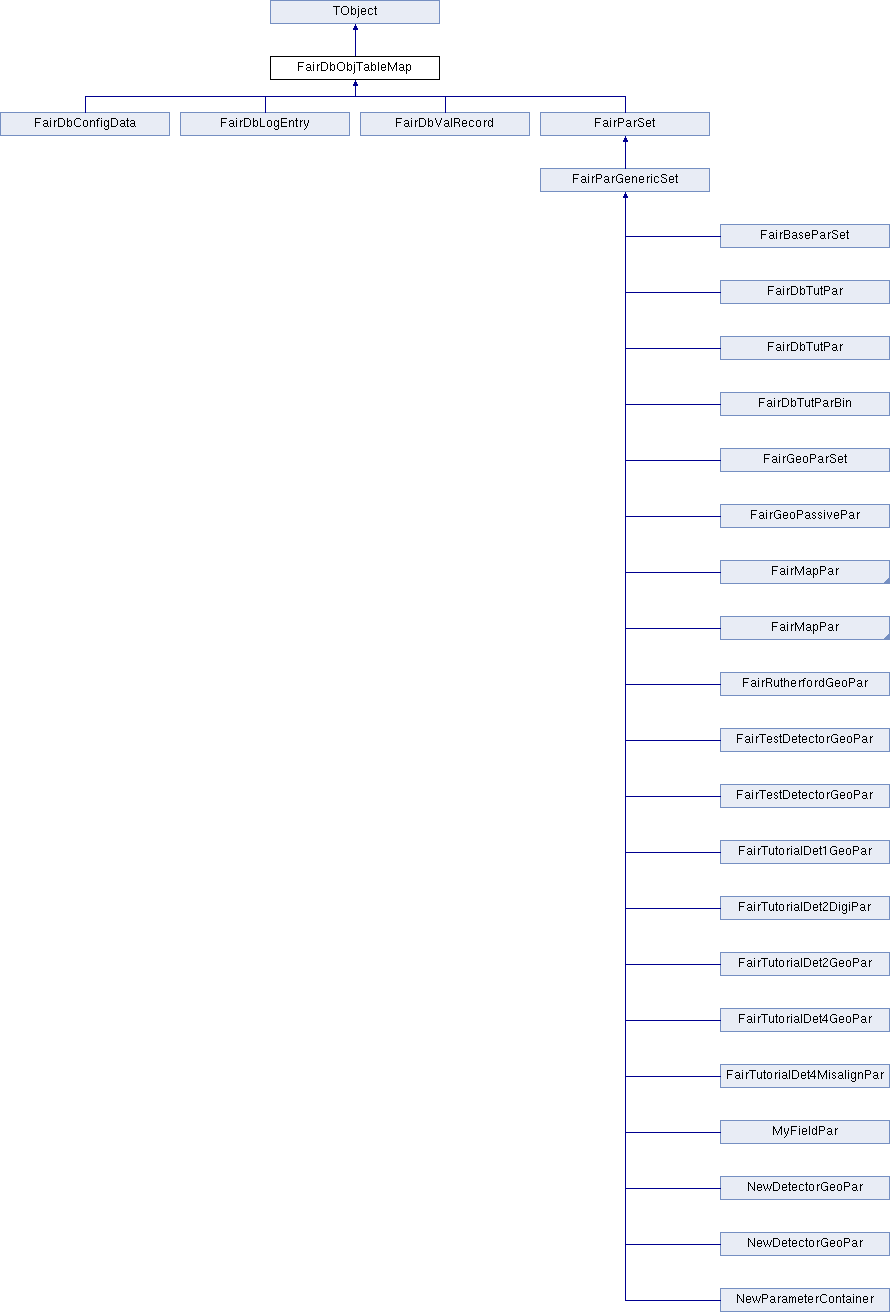 TObject
FairDbObjTableMap
FairDbConfigData FairDbLogEntry FairDbValRecord FairParSet
FairParGenericSet
FairBaseParSet
FairDbTutPar
FairDbTutPar
FairDbTutParBin
FairGeoParSet
FairGeoPassivePar
FairMapPar
FairMapPar
FairRutherfordGeoPar
FairTestDetectorGeoPar
FairTestDetectorGeoPar
FairTutorialDet1GeoPar
FairTutorialDet2DigiPar
FairTutorialDet2GeoPar
FairTutorialDet4GeoPar
FairTutorialDet4MisalignPar
MyFieldPar
NewDetectorGeoPar
NewDetectorGeoPar
NewParameterContainer